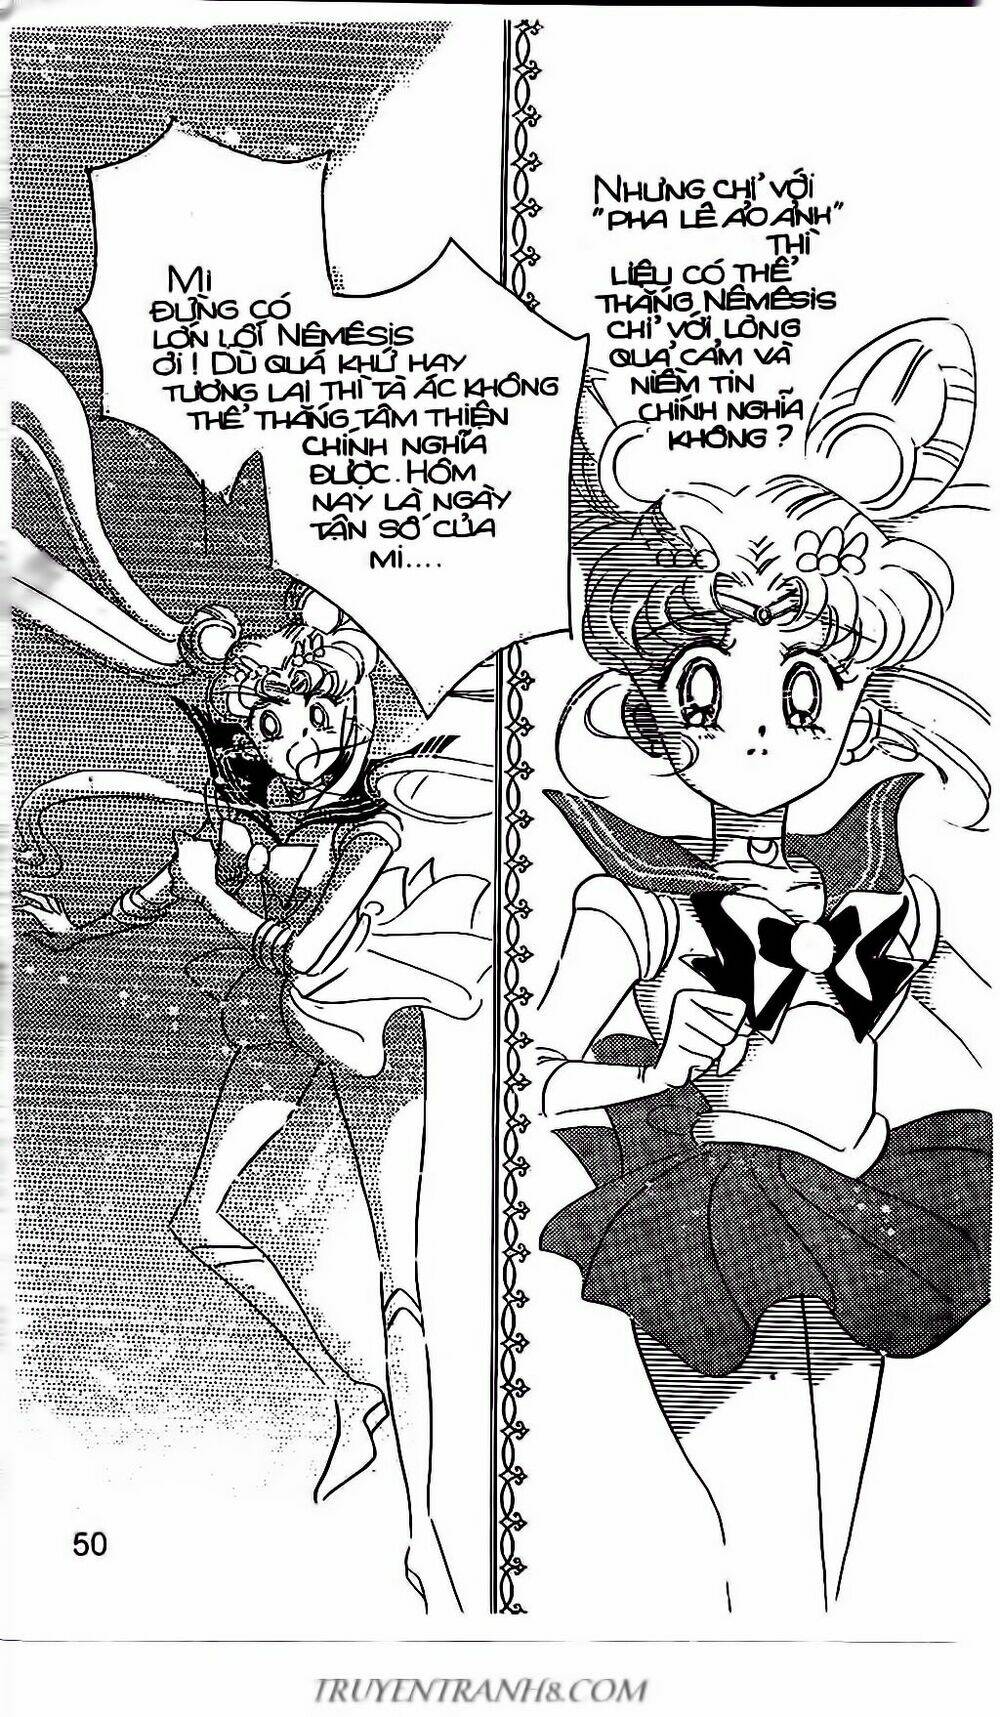 MI
ĐỪNG CÓ
LỚN LỐI NÊMÊSIS
ƠI! DÙ QUÁ KHỨ HAY
TƯƠNG LAI THÌ TÀ ÁC KHÔNG
THỂ THẮNG TÂM THIỆN
CHÍNH NGHĨA
ĐƯỢC. HÔM
NAY LÀ NGÀY
TẬN SỐ CỦA
MI....
NHƯNG CHỈ VỚI
"PHA LÊ ẢO ẢNH"
THÌ
LIỆU CÓ THỂ
THẮNG NÊMÊSIS
CHỈ VỚI LÒNG
QUẢ CẢM VÀ
NIỀM TIN
CHÍNH NGHĨA
KHÔNG?
50
TRUYENTRANH8.COM